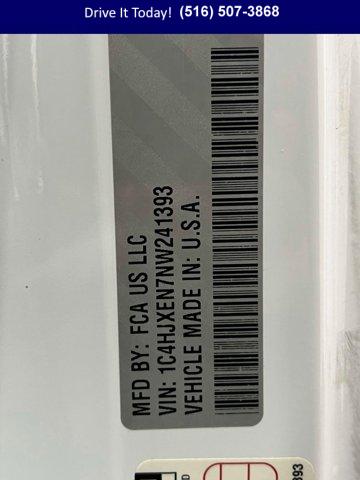 Drive It Today! (516) 507-3868
MFD BY: FCA US LLC
VIN: 1C4HJXEN7NW241393
VEHICLE MADE IN: U.S.A.
393